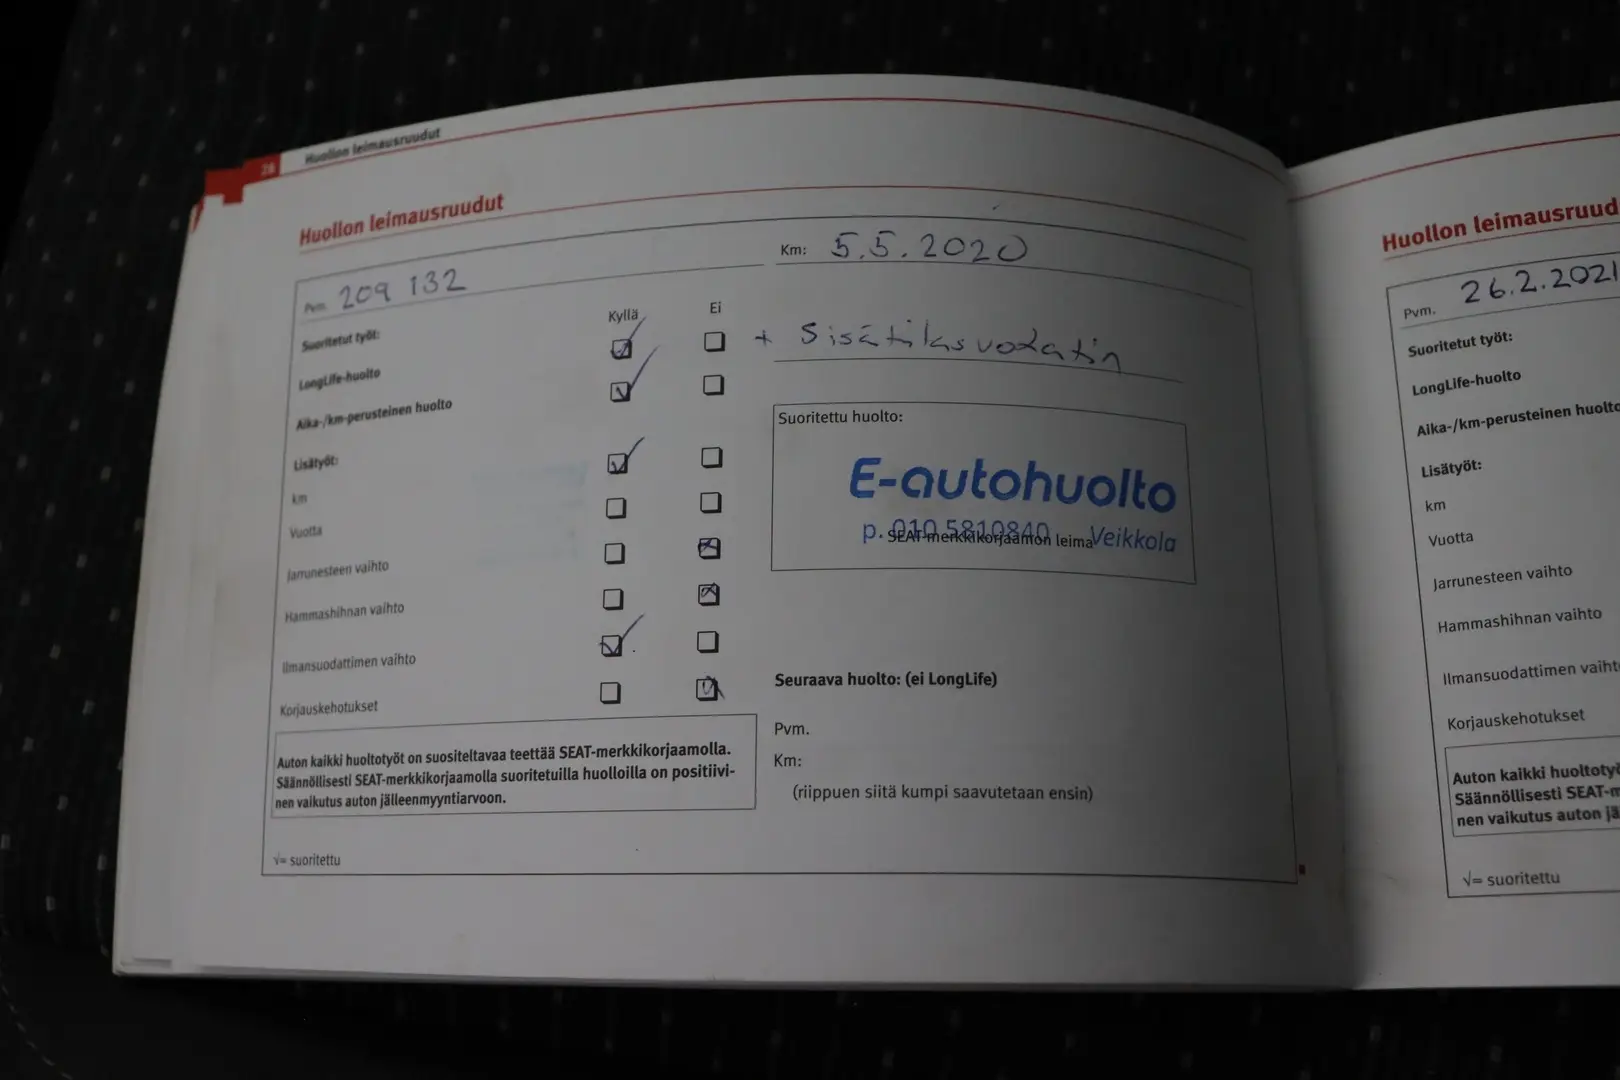 28 Huollon leimausruudut
Huollon leimausruudut
Pvm. 209 132
Km: 5.5.2020
Suoritetut työt:
Kyllä Ei
+ Sisätilasuodatin
LongLife-huolto
Aika-/km-perusteinen huolto
Lisätyöt:
km
Vuotta
Jarrunesteen vaihto
Hammashihnan vaihto
Ilmansuodattimen vaihto
Korjauskehotukset
Auton kaikki huoltotyöt on suositeltavaa teettää SEAT-merkkikorjaamolla.
Säännöllisesti SEAT-merkkikorjaamolla suoritetuilla huolloilla on positiivi-
nen vaikutus auton jälleenmyyntiarvoon.
√= suoritettu
Suoritettu huolto:
E-autohuolto
p. 010 5810840 Veikkola
SEAT-merkkikorjaamon leima
Seuraava huolto: (ei LongLife)
Pvm.
Km:
(riippuen siitä kumpi saavutetaan ensin)
Huollon leimausruud
Pvm. 26.2.2021
Suoritetut työt:
LongLife-huolto
Aika-/km-perusteinen huolto
Lisätyöt:
km
Vuotta
Jarrunesteen vaihto
Hammashihnan vaihto
Ilmansuodattimen vaiht
Korjauskehotukset
Auton kaikki huoltotyö
Säännöllisesti SEAT-m
nen vaikutus auton jä
√= suoritettu